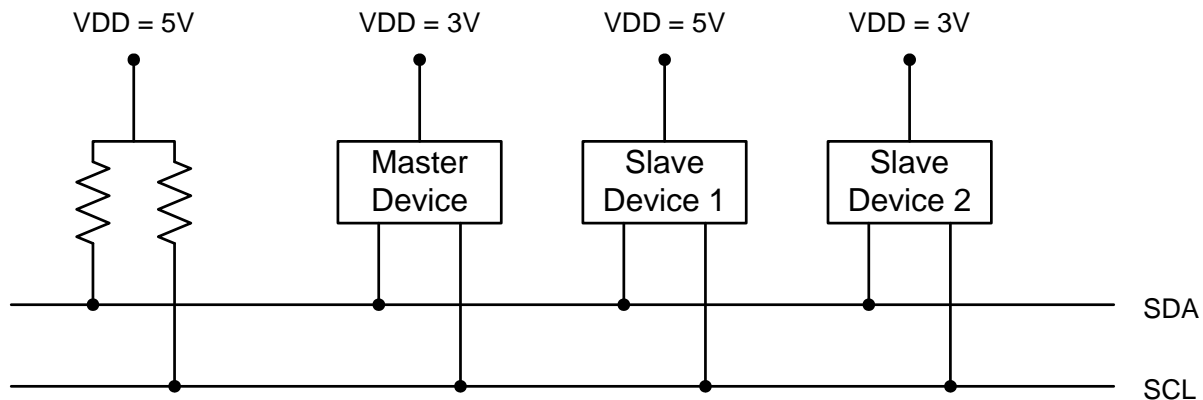 VDD = 5V
VDD = 3V
VDD = 5V
VDD = 3V
Master
Device
Slave
Device 1
Slave
Device 2
SDA
SCL